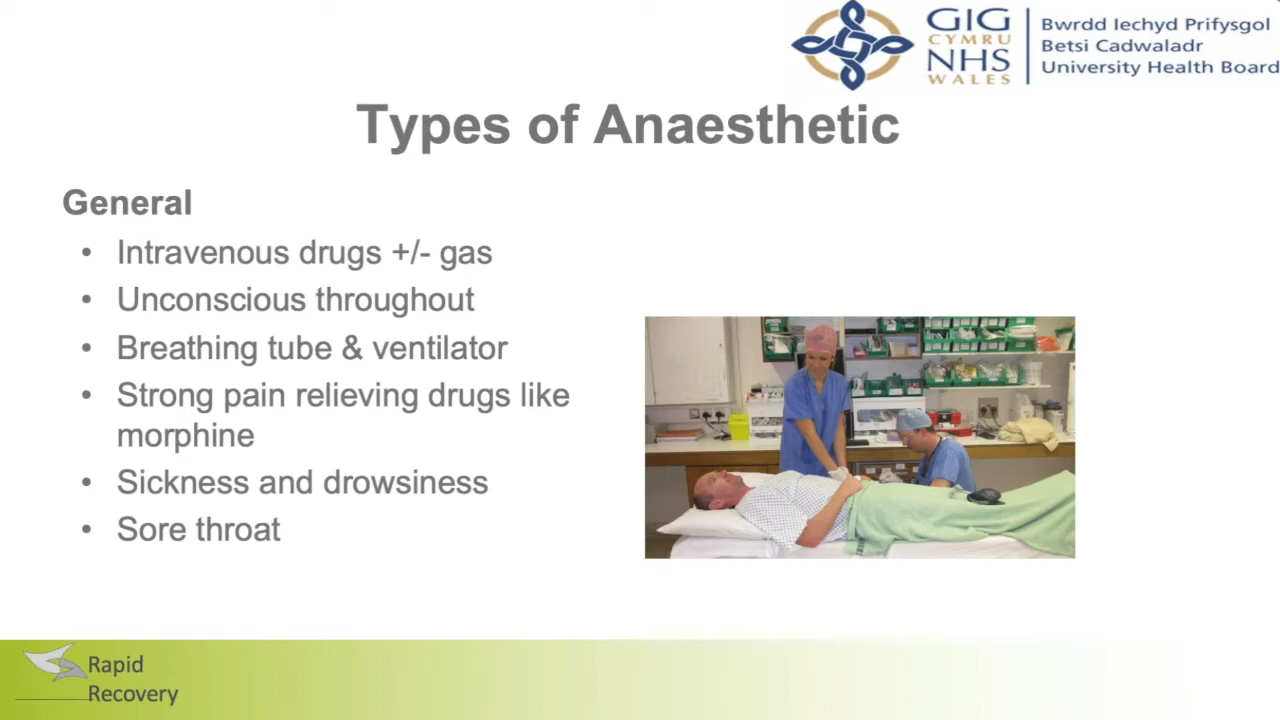 GIG
CYMRU
NHS
WALES
Bwrdd Iechyd Prifysgol
Betsi Cadwaladr
University Health Board
Types of Anaesthetic
General
• Intravenous drugs +/- gas
• Unconscious throughout
• Breathing tube & ventilator
• Strong pain relieving drugs like
morphine
• Sickness and drowsiness
• Sore throat
Rapid
Recovery